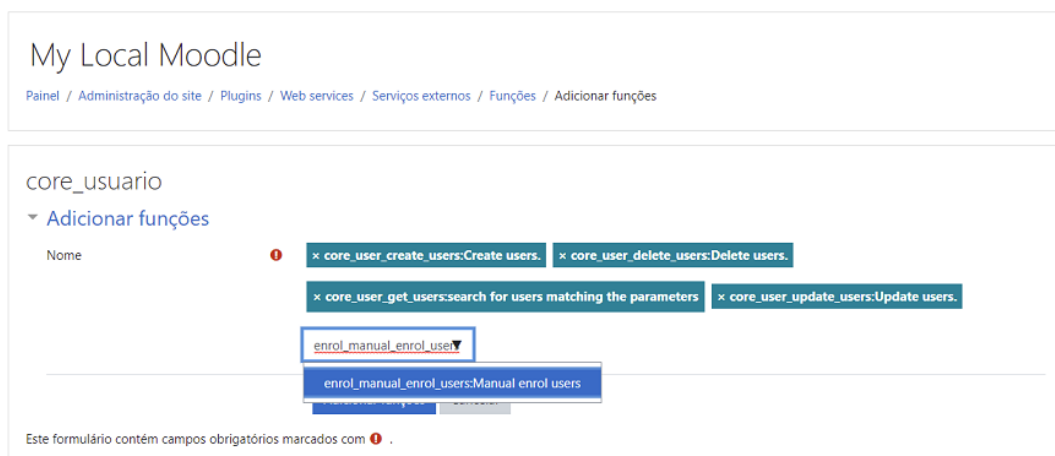 My Local Moodle
Painel / Administração do site / Plugins / Web services / Serviços externos / Funções / Adicionar funções
core_usuario
Adicionar funções
Nome
× core_user_create_users:Create users. × core_user_delete_users:Delete users.
× core_user_get_users:search for users matching the parameters × core_user_update_users:Update users.
enrol_manual_enrol_users
enrol_manual_enrol_users:Manual enrol users
Este formulário contém campos obrigatórios marcados com .